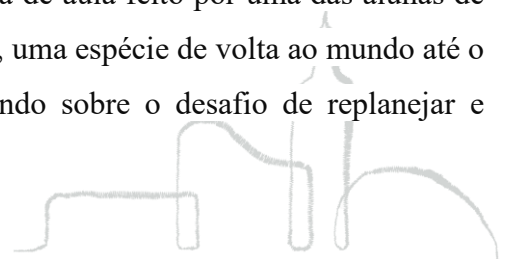 a de aula feito por uma das alunas de
, uma espécie de volta ao mundo até o
ndo sobre o desafio de replanejar e